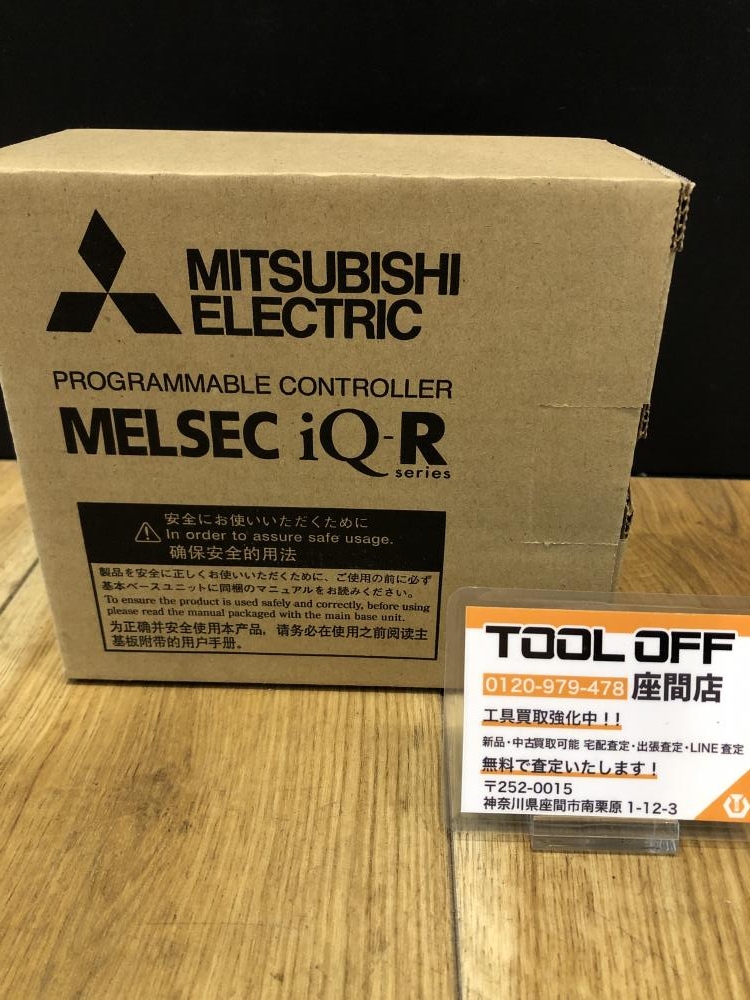 MITSUBISHI
ELECTRIC
PROGRAMMABLE CONTROLLER
MELSEC iQ-R
series
安全にお使いいただくために
In order to assure safe usage.
确保安全的用法
製品を安全に正しくお使いいただくために、ご使用の前に必ず
基本ベースユニットに同梱のマニュアルをお読みください。
To ensure the product is used safely and correctly, before using
please read the manual packaged with the main base unit.
为正确并安全使用本产品，请务必在使用之前阅读主
基板附带的用户手册。
TOOL OFF
0120-979-478 座間店
工具買取強化中！！
新品・中古買取可能 宅配査定・出張査定・LINE査定
無料で査定いたします！
〒252-0015
神奈川県座間市南栗原 1-12-3